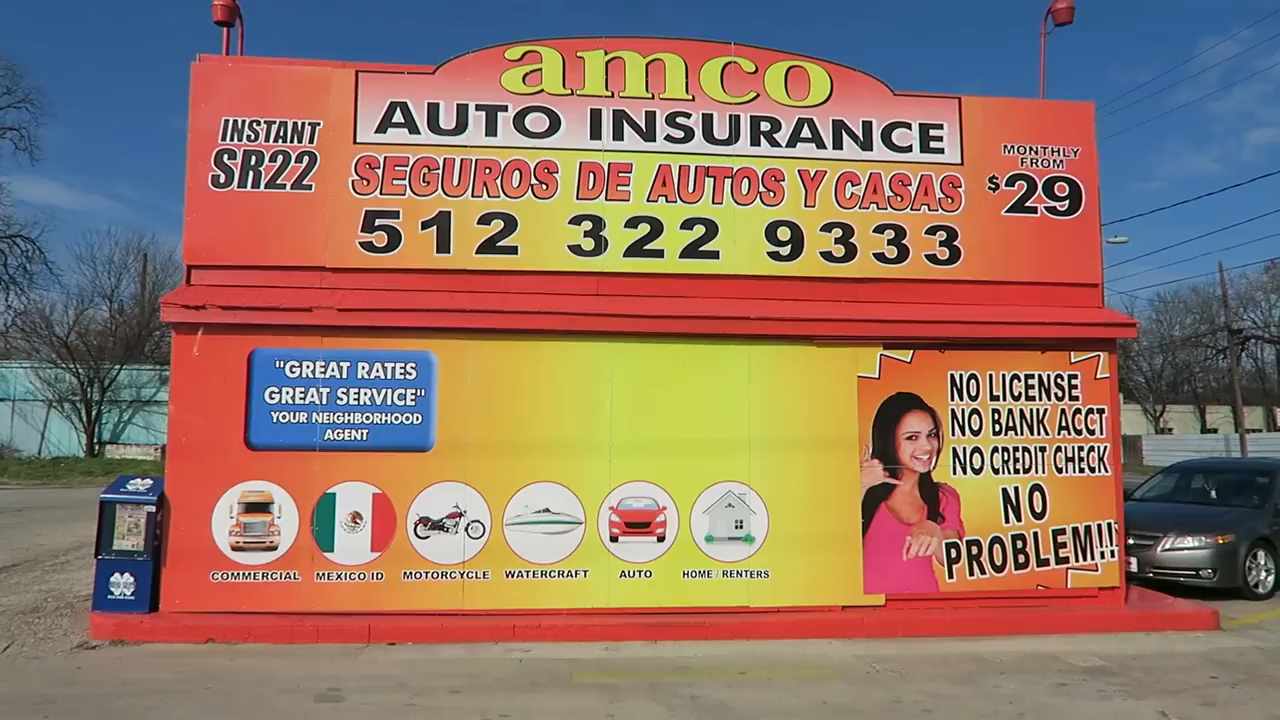 amco
AUTO INSURANCE
INSTANT
SR22
SEGUROS DE AUTOS Y CASAS
512 322 9333
MONTHLY
FROM
$29
"GREAT RATES
GREAT SERVICE"
YOUR NEIGHBORHOOD
AGENT
COMMERCIAL
MEXICO ID
MOTORCYCLE
WATERCRAFT
AUTO
HOME / RENTERS
NO LICENSE
NO BANK ACCT
NO CREDIT CHECK
NO
PROBLEM!!